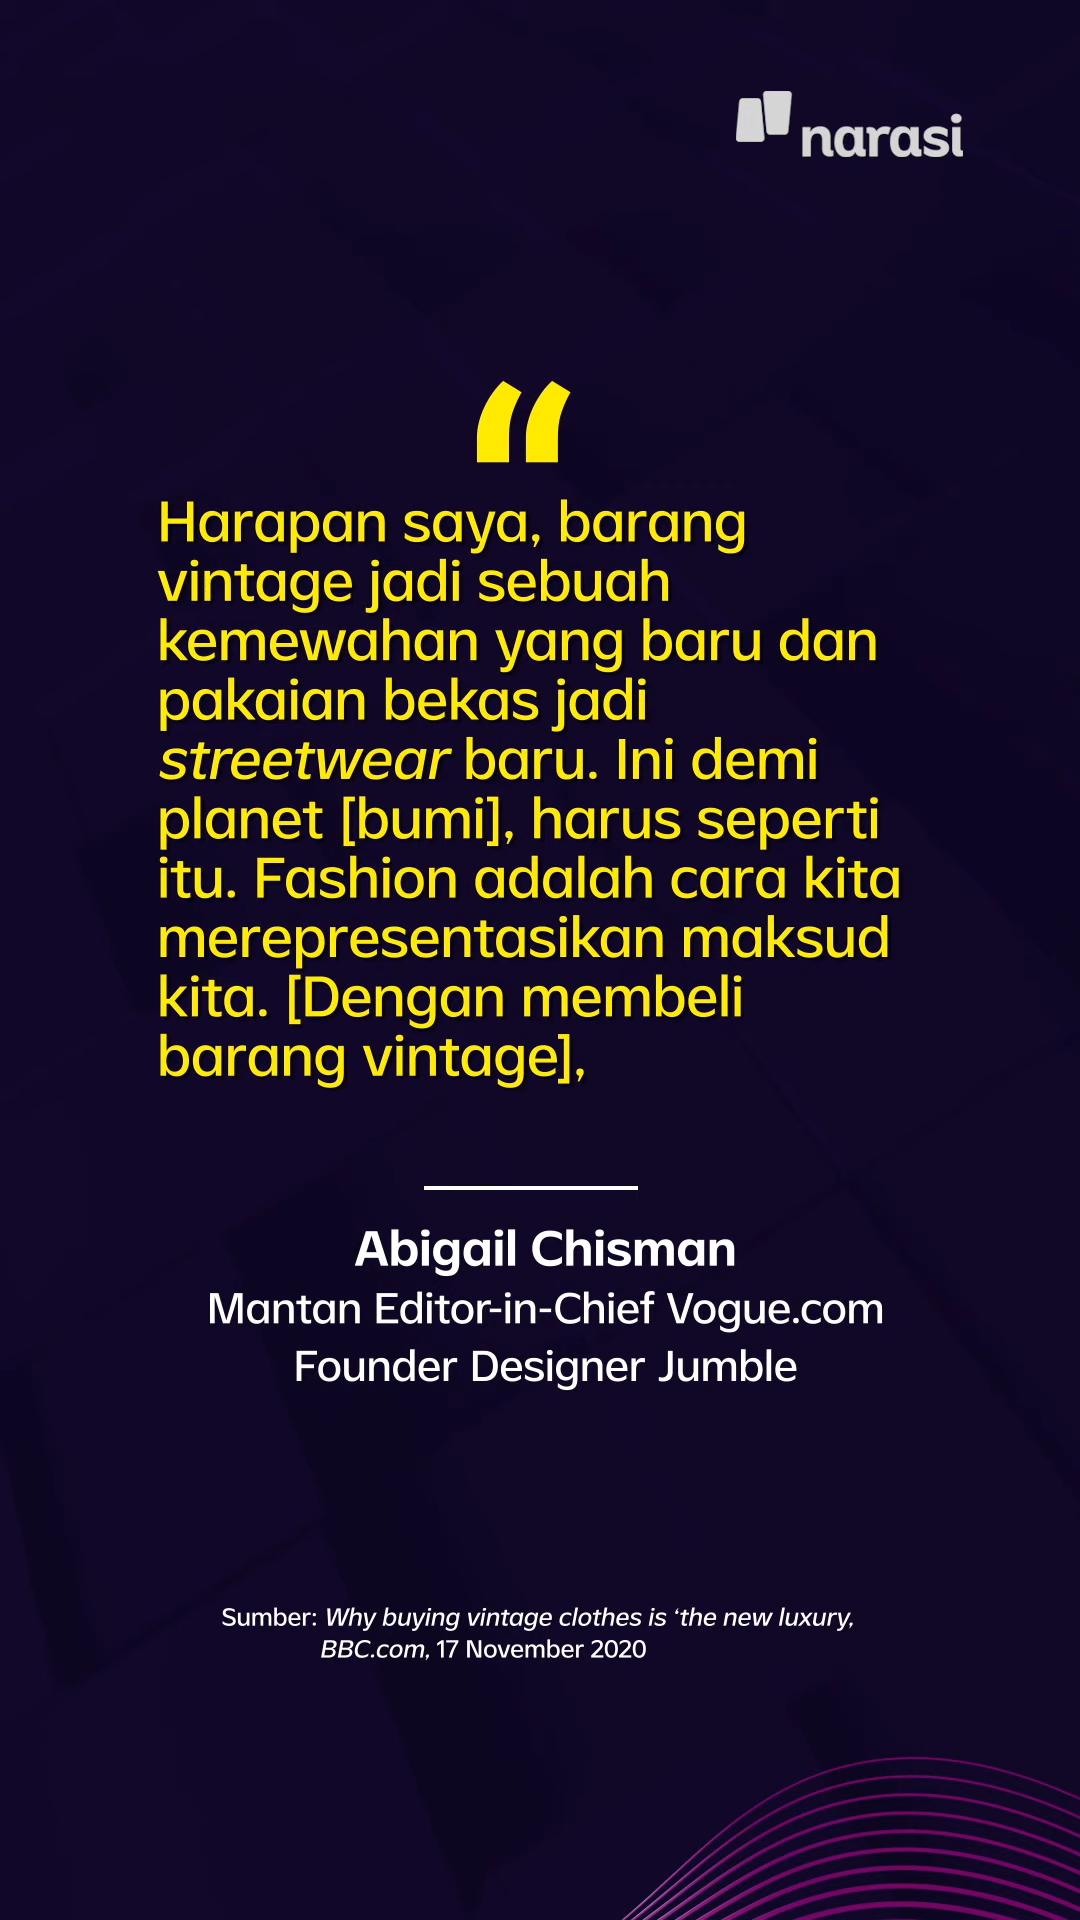 narasi
“
Harapan saya, barang
vintage jadi sebuah
kemewahan yang baru dan
pakaian bekas jadi
streetwear baru. Ini demi
planet [bumi], harus seperti
itu. Fashion adalah cara kita
merepresentasikan maksud
kita. [Dengan membeli
barang vintage],
Abigail Chisman
Mantan Editor-in-Chief Vogue.com
Founder Designer Jumble
Sumber: Why buying vintage clothes is ‘the new luxury,
BBC.com, 17 November 2020